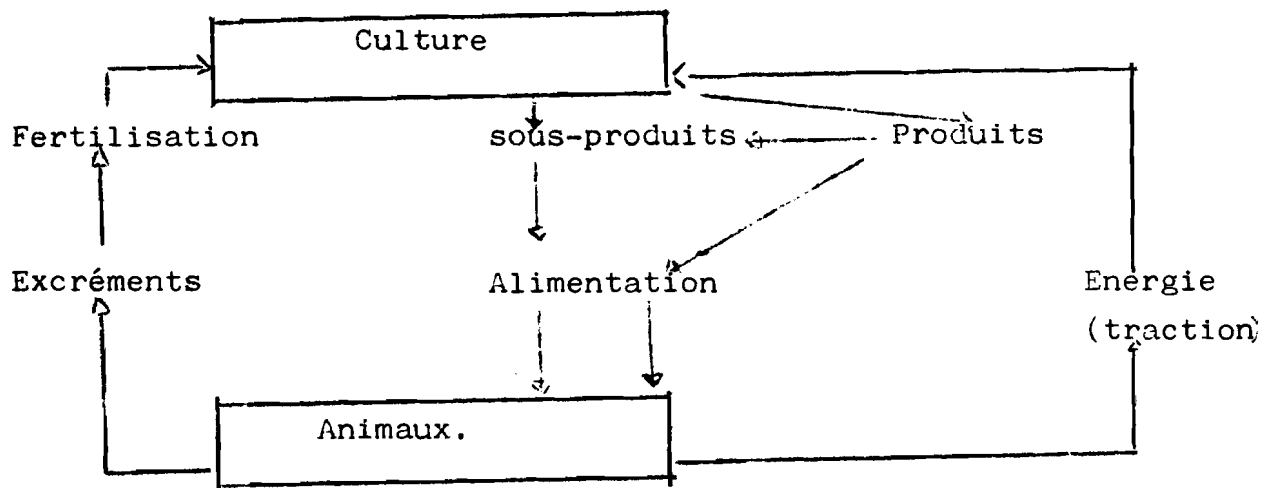 Culture
Fertilisation sous-produits Produits
Excréments Alimentation Energie
(traction)
Animaux.